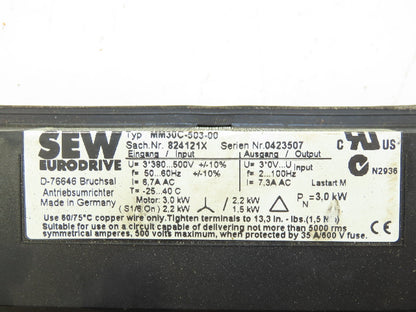 SEW
EURODRIVE
Typ MM30C-503-00
Sach.Nr. 824121X Serien Nr.0423507
Eingang / Input Ausgang / Output
U= 3*380...500V +/-10% U= 3*0V...U Input
f= 50...60Hz +/-10% f= 2...100Hz
I= 6,7A AC I= 7,3A AC Lastart M
T= -25...40 C
D-76646 Bruchsal
Antriebsumrichter
Made in Germany
Motor: 3.0 kW / 2.2 kW P N =3,0 kW
(S1/6 On) 2.2 kW 1.5 kW
C UL US
N2936
Use 60/75°C copper wire only.Tighten terminals to 13,3 in. - lbs.(1,5 Nm)
Suitable for use on a circuit capable of delivering not more than 5000 rms
symmetrical amperes, 500 volts maximum, when protected by 35 A/600 V fuse.